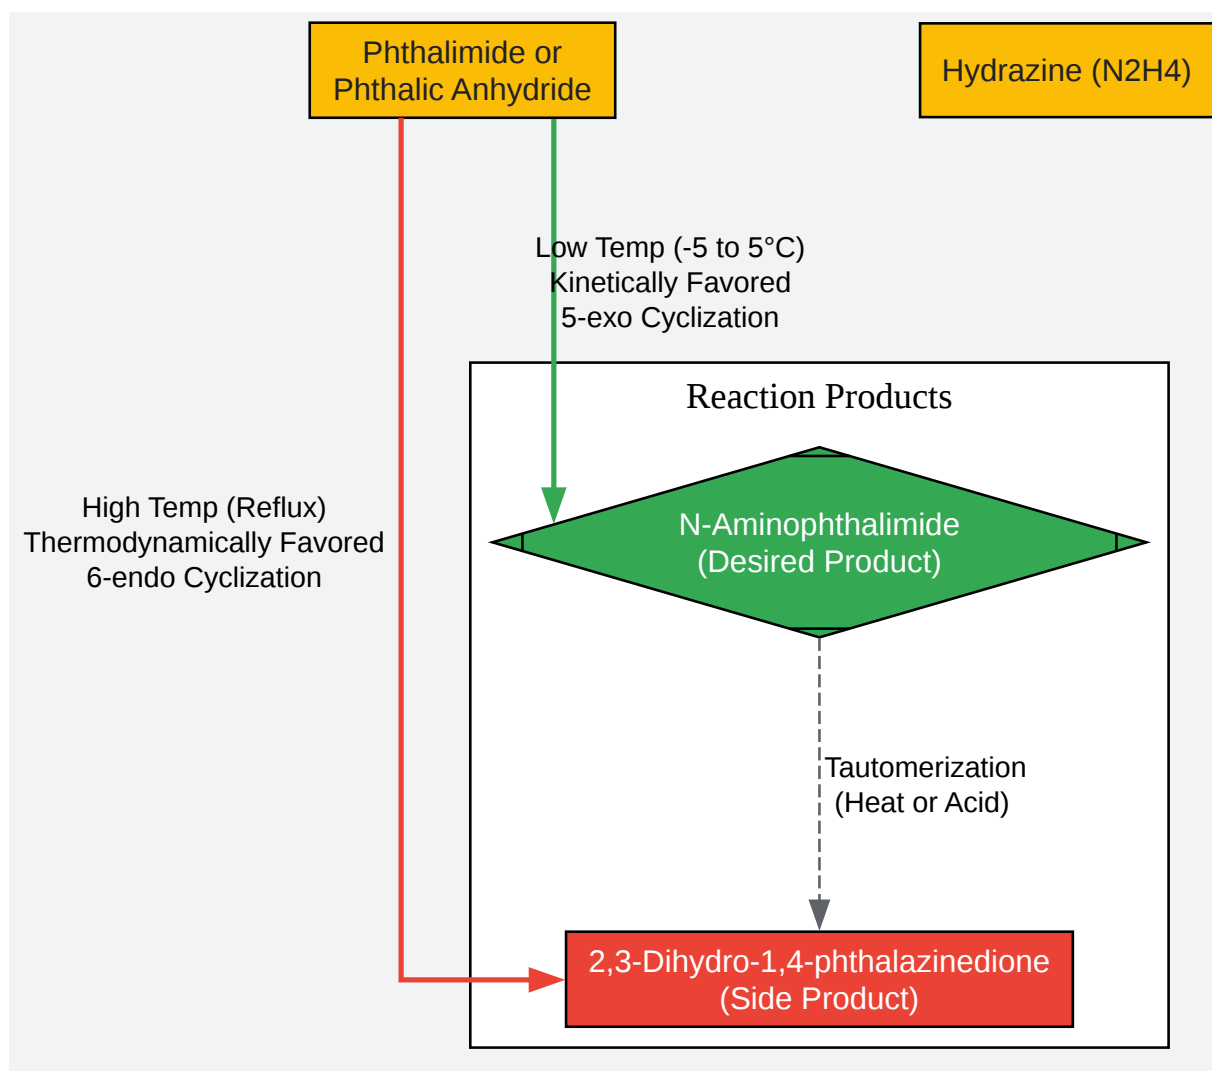 Phthalimide or
Phthalic Anhydride
Hydrazine (N2H4)
Low Temp (-5 to 5°C)
Kinetically Favored
5-exo Cyclization
Reaction Products
High Temp (Reflux)
Thermodynamically Favored
6-endo Cyclization
N-Aminophthalimide
(Desired Product)
Tautomerization
(Heat or Acid)
2,3-Dihydro-1,4-phthalazinedione
(Side Product)